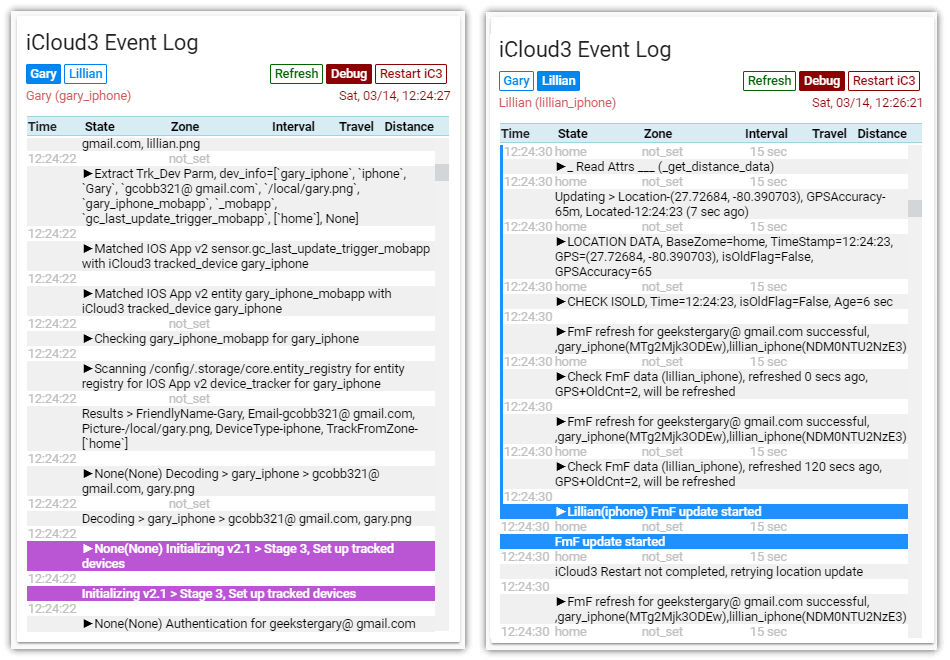 iCloud3 Event Log
Gary Lillian Refresh Debug Restart iC3
Gary (gary_iphone) Sat, 03/14, 12:24:27
Time State Zone Interval Travel Distance
gmail.com, lillian.png
12:24:22 not_set
►Extract Trk_Dev Parm, dev_info=[`gary_iphone`, `iphone`,
`Gary`, `gcobb321@ gmail.com`, `/local/gary.png`,
`gary_iphone_mobapp`, `_mobapp`,
`gc_last_update_trigger_mobapp`, [`home`], None]
12:24:22
►Matched IOS App v2 sensor.gc_last_update_trigger_mobapp
with iCloud3 tracked_device gary_iphone
12:24:22
►Matched IOS App v2 entity gary_iphone_mobapp with
iCloud3 tracked_device gary_iphone
12:24:22 not_set
►Checking gary_iphone_mobapp for gary_iphone
12:24:22
►Scanning /config/.storage/core.entity_registry for entity
registry for IOS App v2 device_tracker for gary_iphone
12:24:22 not_set
Results > FriendlyName-Gary, Email-gcobb321@ gmail.com,
Picture-/local/gary.png, DeviceType-iphone, TrackFromZone-
[`home`]
12:24:22
►None(None) Decoding > gary_iphone > gcobb321@
gmail.com, gary.png
12:24:22 not_set
Decoding > gary_iphone > gcobb321@ gmail.com, gary.png
12:24:22
►None(None) Initializing v2.1 > Stage 3, Set up tracked
devices
12:24:22
Initializing v2.1 > Stage 3, Set up tracked devices
12:24:22
►None(None) Authentication for geekstergary@ gmail.com
iCloud3 Event Log
Gary Lillian Refresh Debug Restart iC3
Lillian (lillian_iphone) Sat, 03/14, 12:26:21
Time State Zone Interval Travel Distance
12:24:30 home not_set 15 sec
►_ Read Attrs ___ (_get_distance_data)
12:24:30 home not_set 15 sec
Updating > Location-(27.72684, -80.390703), GPSAccuracy-
65m, Located-12:24:23 (7 sec ago)
12:24:30 home not_set 15 sec
►LOCATION DATA, BaseZome=home, TimeStamp=12:24:23,
GPS=(27.72684, -80.390703), isOldFlag=False,
GPSAccuracy=65
12:24:30 home not_set 15 sec
►CHECK ISOLD, Time=12:24:23, isOldFlag=False, Age=6 sec
12:24:30
►FmF refresh for geekstergary@ gmail.com successful,
,gary_iphone(MTg2Mjk3ODEw),lillian_iphone(NDM0NTU2NzE3)
12:24:30 home not_set 15 sec
►Check FmF data (lillian_iphone), refreshed 0 secs ago,
GPS+OldCnt=2, will be refreshed
12:24:30
►FmF refresh for geekstergary@ gmail.com successful,
,gary_iphone(MTg2Mjk3ODEw),lillian_iphone(NDM0NTU2NzE3)
12:24:30 home not_set 15 sec
►Check FmF data (lillian_iphone), refreshed 120 secs ago,
GPS+OldCnt=2, will be refreshed
12:24:30
►Lillian(iphone) FmF update started
12:24:30 home not_set 15 sec
FmF update started
12:24:30 home not_set 15 sec
iCloud3 Restart not completed, retrying location update
12:24:30
►FmF refresh for geekstergary@ gmail.com successful,
,gary_iphone(MTg2Mjk3ODEw),lillian_iphone(NDM0NTU2NzE3)
12:24:30 home not_set 15 sec